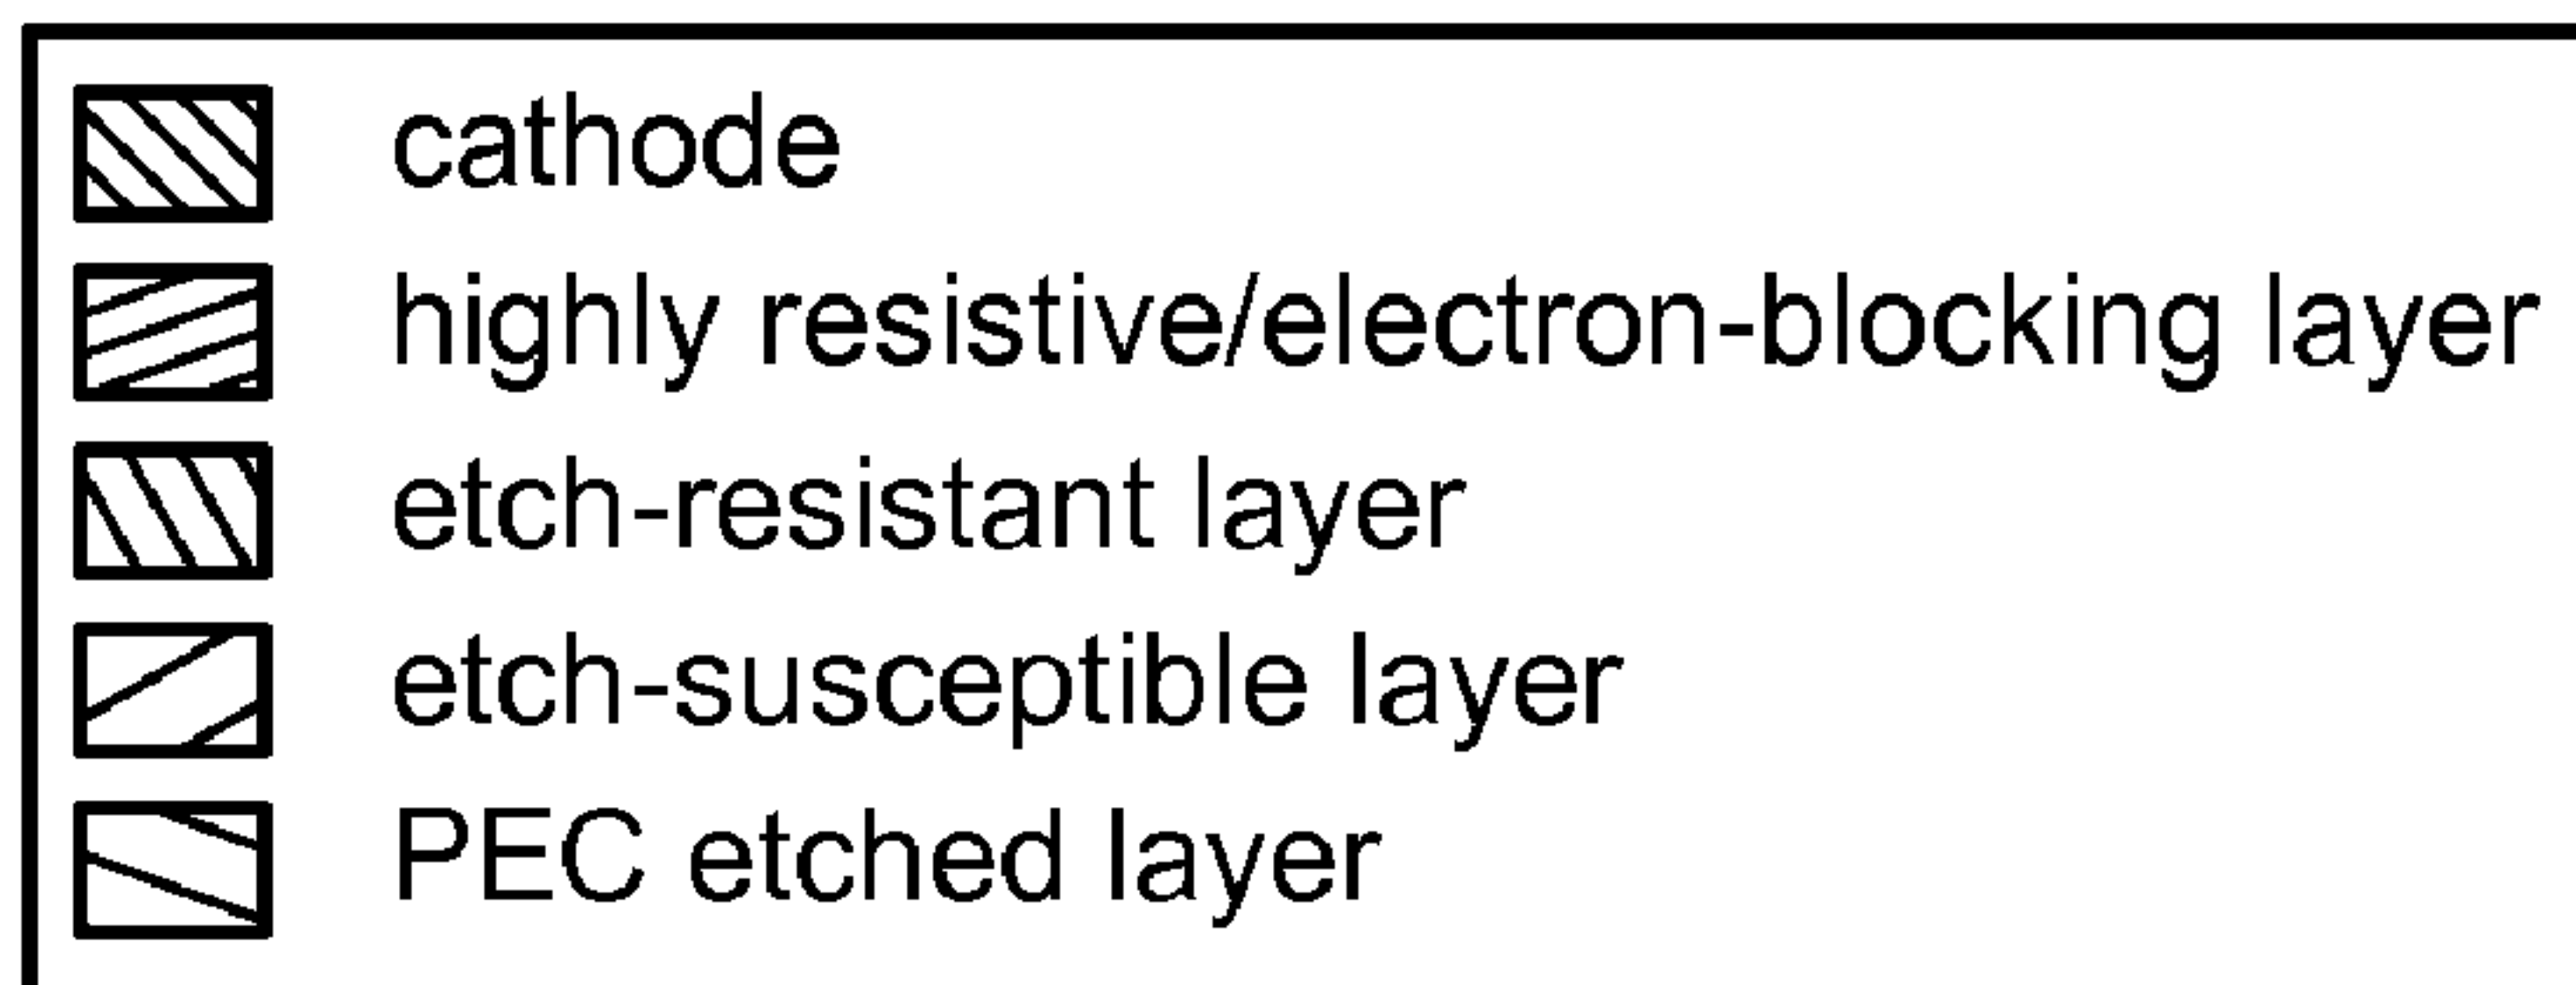 cathode
highly resistive/electron-blocking layer
etch-resistant layer
etch-susceptible layer
PEC etched layer